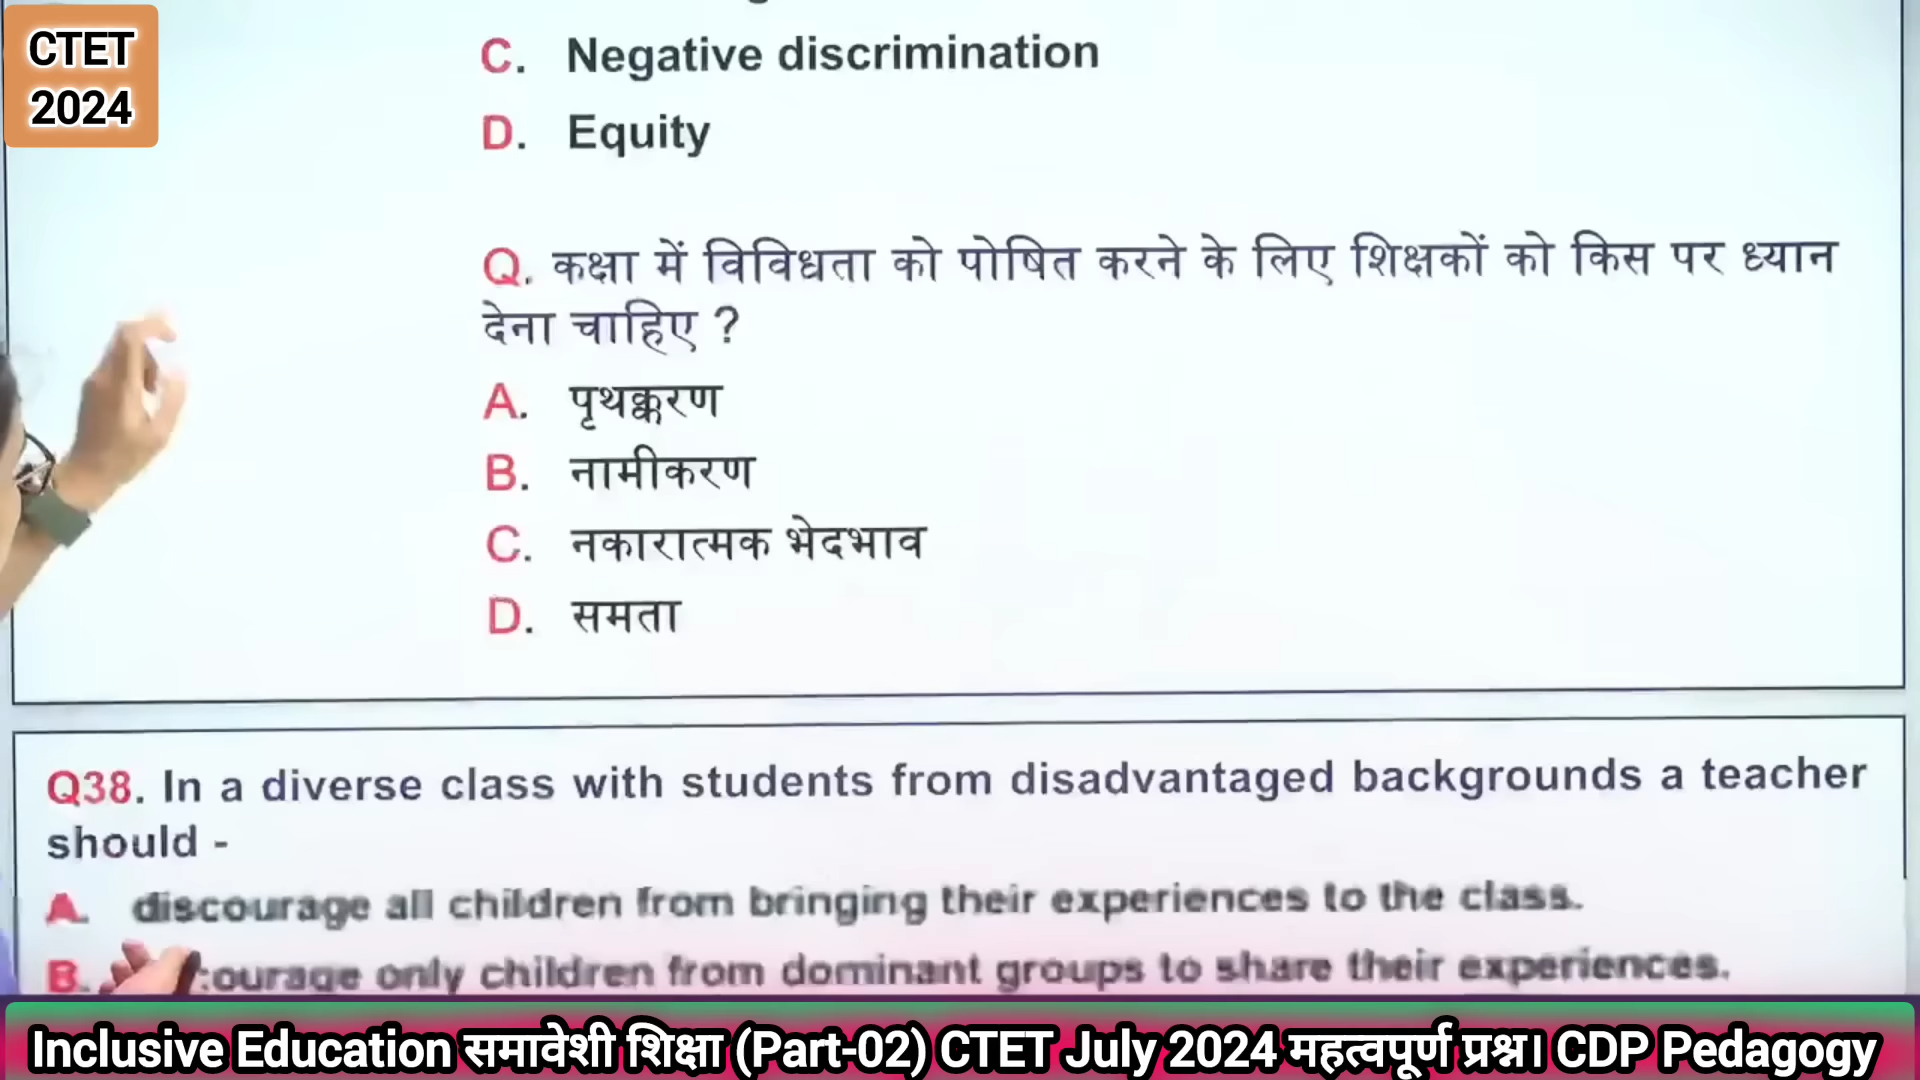 CTET
2024
C. Negative discrimination
D. Equity
Q. कक्षा में विविधता को पोषित करने के लिए शिक्षकों को किस पर ध्यान
देना चाहिए ?
A. पृथक्करण
B. नामीकरण
C. नकारात्मक भेदभाव
D. समता
Q38. In a diverse class with students from disadvantaged backgrounds a teacher
should -
A. discourage all children from bringing their experiences to the class.
B. only children from dominant groups to share their experiences.
Inclusive Education समावेशी शिक्षा (Part-02) CTET July 2024 महत्वपूर्ण प्रश्न। CDP Pedagogy